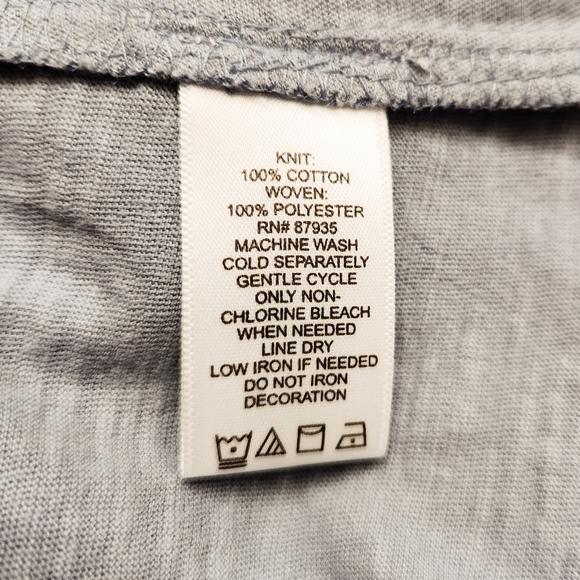 KNIT:
100% COTTON
WOVEN:
100% POLYESTER
RN# 87935
MACHINE WASH
COLD SEPARATELY
GENTLE CYCLE
ONLY NON-
CHLORINE BLEACH
WHEN NEEDED
LINE DRY
LOW IRON IF NEEDED
DO NOT IRON
DECORATION